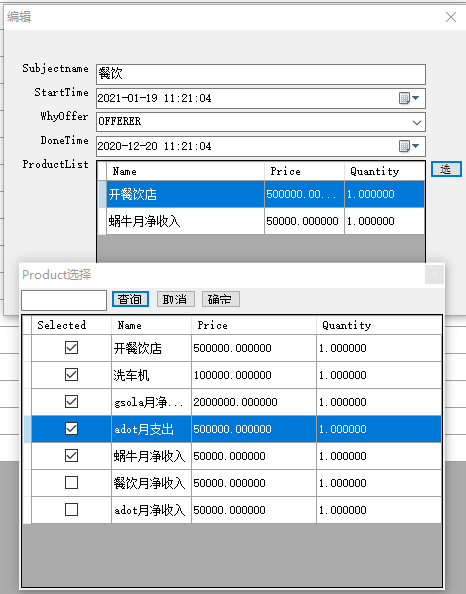 编辑
Subjectname 餐饮
StartTime 2021-01-19 11:21:04
WhyOffer OFFERER
DoneTime 2020-12-20 11:21:04
ProductList Name Price Quantity 选
开餐饮店 500000.00... 1.000000
蜗牛月净收入 50000.000000 1.000000
Product选择
查询 取消 确定
Selected Name Price Quantity
开餐饮店 500000.000000 1.000000
洗车机 100000.000000 1.000000
gsola月净... 2000000.000000 1.000000
adot月支出 500000.000000 1.000000
蜗牛月净收入 50000.000000 1.000000
餐饮月净收入 50000.000000 1.000000
adot月净收入 50000.000000 1.000000